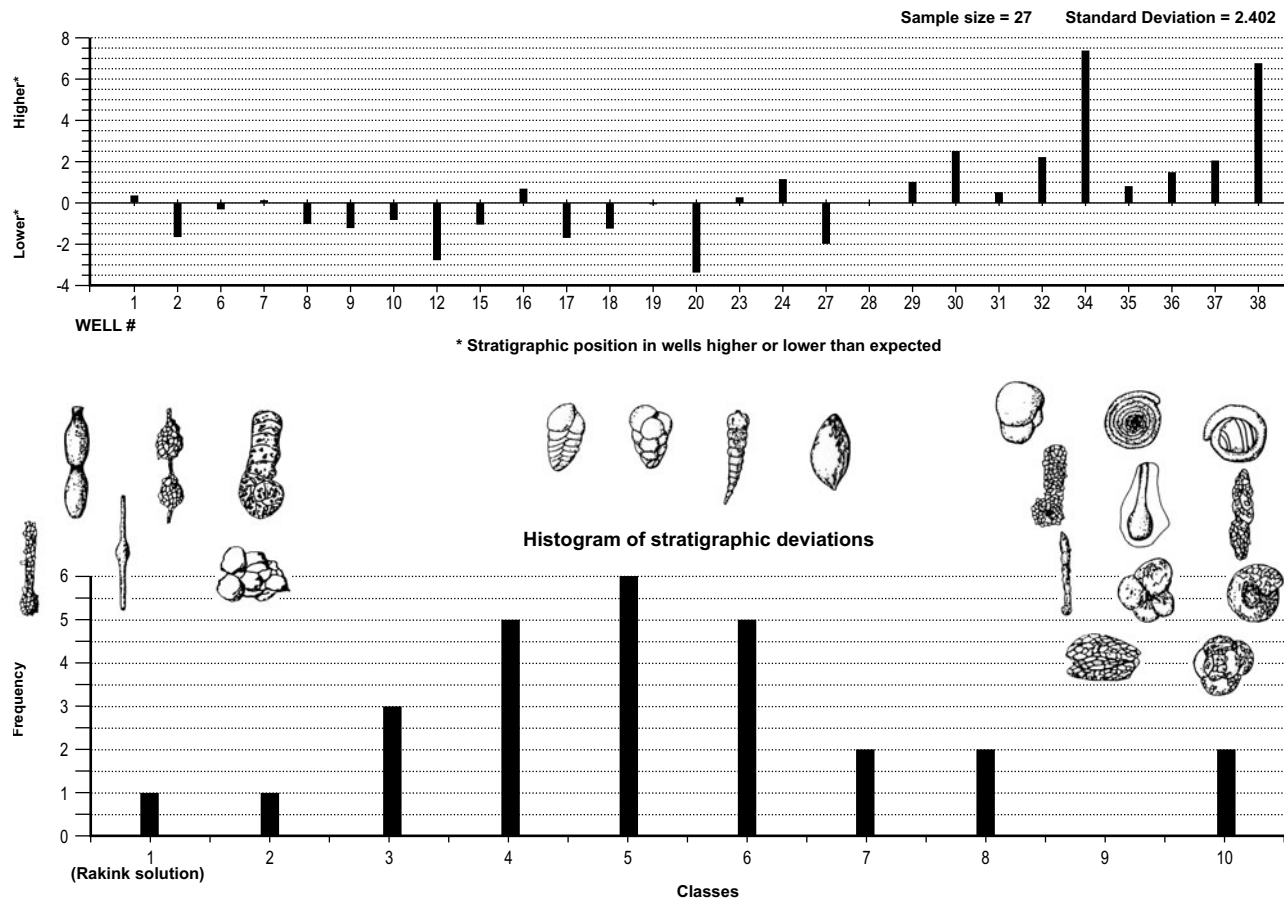 Sample size = 27 Standard Deviation = 2.402
8
6
4
2
0
-2
-4
Higher*
Lower*
1 2 6 7 8 9 10 12 15 16 17 18 19 20 23 24 27 28 29 30 31 32 34 35 36 37 38
WELL #
* Stratigraphic position in wells higher or lower than expected
Histogram of stratigraphic deviations
6
5
4
3
2
1
0
Frequency
1 2 3 4 5 6 7 8 9 10
(Rakink solution)
Classes